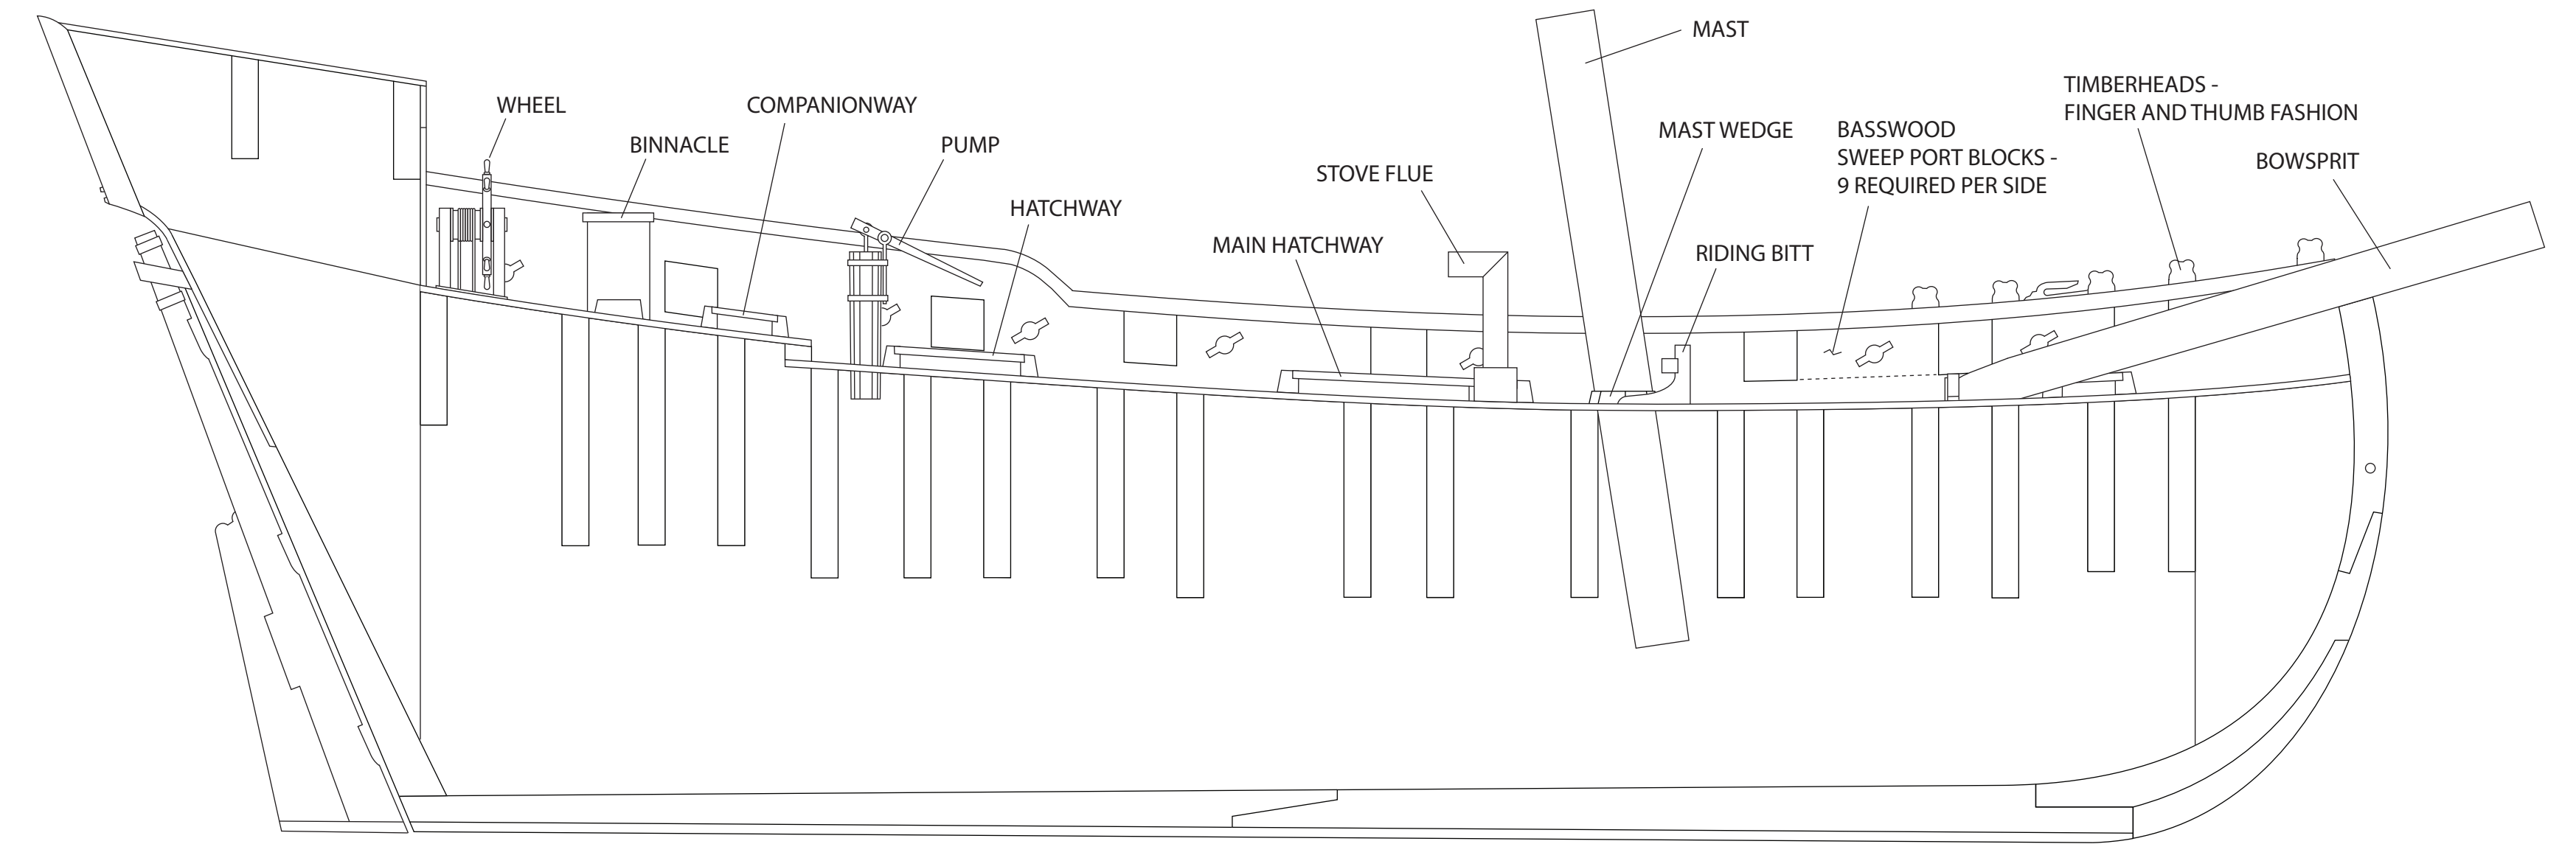 WHEEL
BINNACLE
COMPANIONWAY
PUMP
HATCHWAY
MAIN HATCHWAY
STOVE FLUE
MAST
MAST WEDGE
RIDING BITT
BASSWOOD
SWEEP PORT BLOCKS -
9 REQUIRED PER SIDE
TIMBERHEADS -
FINGER AND THUMB FASHION
BOWSPRIT